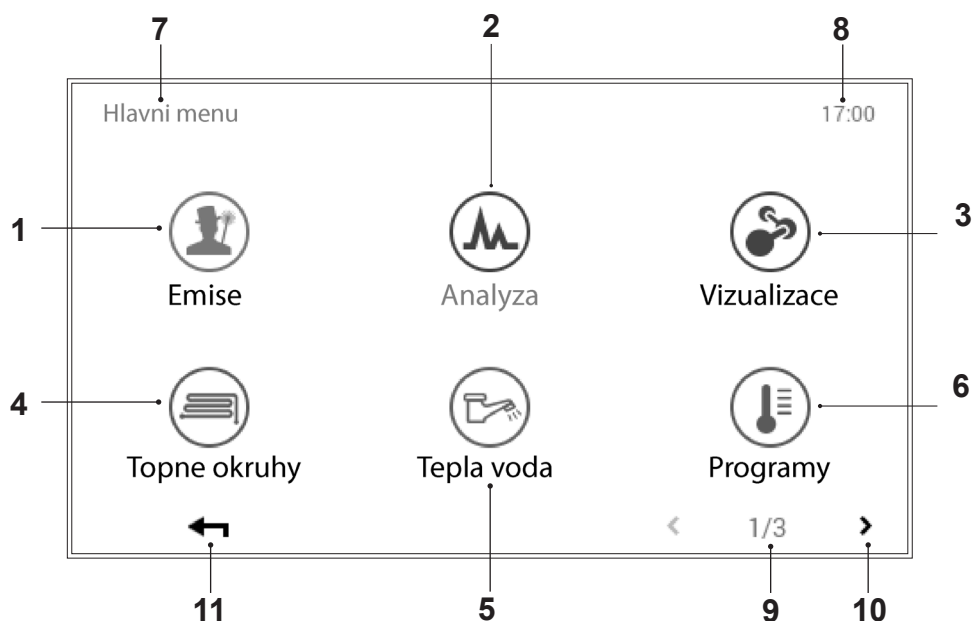 7 2 8
Hlavni menu 17:00
1 3
Emise Analyza Vizualizace
4 6
Topne okruhy Tepla voda Programy
< 1/3 >
11 5 9 10